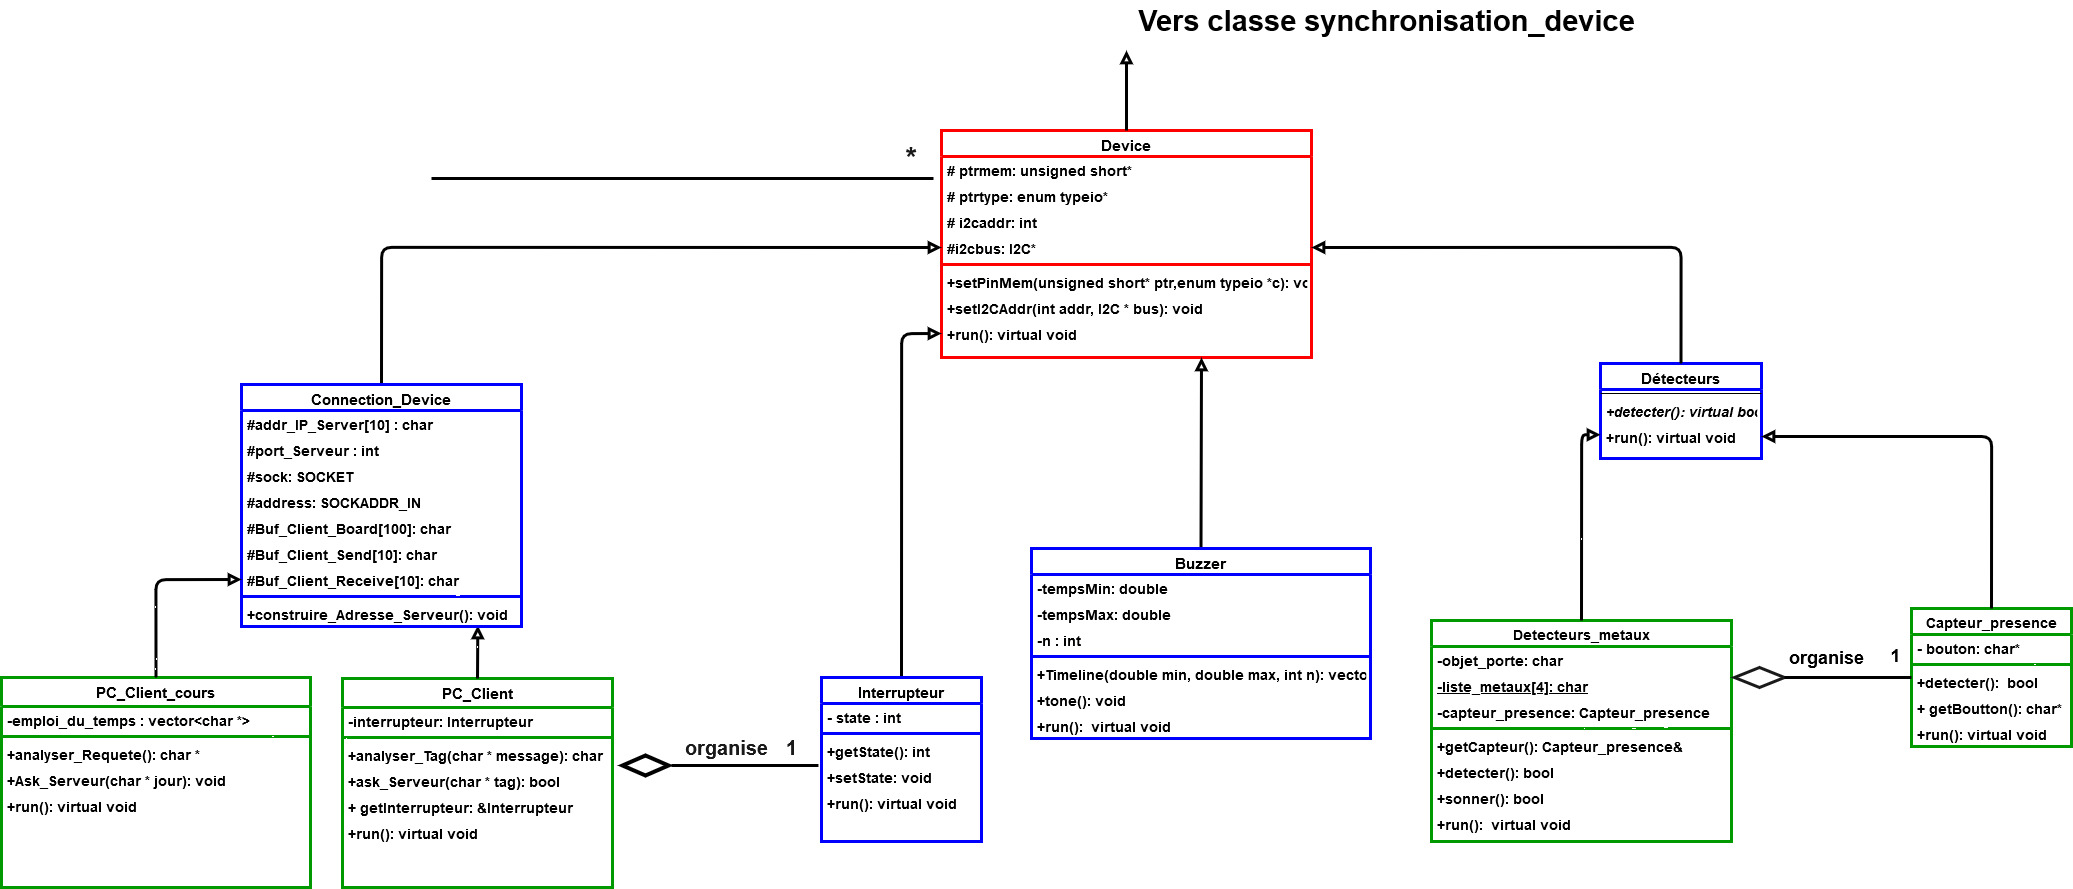 Vers classe synchronisation_device
*
Device
# ptrmem: unsigned short*
# ptrtype: enum typeio*
# i2caddr: int
#i2cbus: I2C*
+setPinMem(unsigned short* ptr,enum typeio *c): vo
+setI2CAddr(int addr, I2C * bus): void
+run(): virtual void
Connection_Device
#addr_IP_Server[10] : char
#port_Serveur : int
#sock: SOCKET
#address: SOCKADDR_IN
#Buf_Client_Board[100]: char
#Buf_Client_Send[10]: char
#Buf_Client_Receive[10]: char
+construire_Adresse_Serveur(): void
Détecteurs
+detecter(): virtual boo
+run(): virtual void
Buzzer
-tempsMin: double
-tempsMax: double
-n : int
+Timeline(double min, double max, int n): vecto
+tone(): void
+run():  virtual void
PC_Client_cours
-emploi_du_temps : vector<char *>
+analyser_Requete(): char *
+Ask_Serveur(char * jour): void
+run(): virtual void
PC_Client
-interrupteur: Interrupteur
+analyser_Tag(char * message): char
+ask_Serveur(char * tag): bool
+ getInterrupteur: &Interrupteur
+run(): virtual void
organise 1
Interrupteur
- state : int
+getState(): int
+setState: void
+run(): virtual void
Detecteurs_metaux
-objet_porte: char
-liste_metaux[4]: char
-capteur_presence: Capteur_presence
+getCapteur(): Capteur_presence&
+detecter(): bool
+sonner(): bool
+run():  virtual void
organise 1
Capteur_presence
- bouton: char*
+detecter():  bool
+ getBoutton(): char*
+run(): virtual void